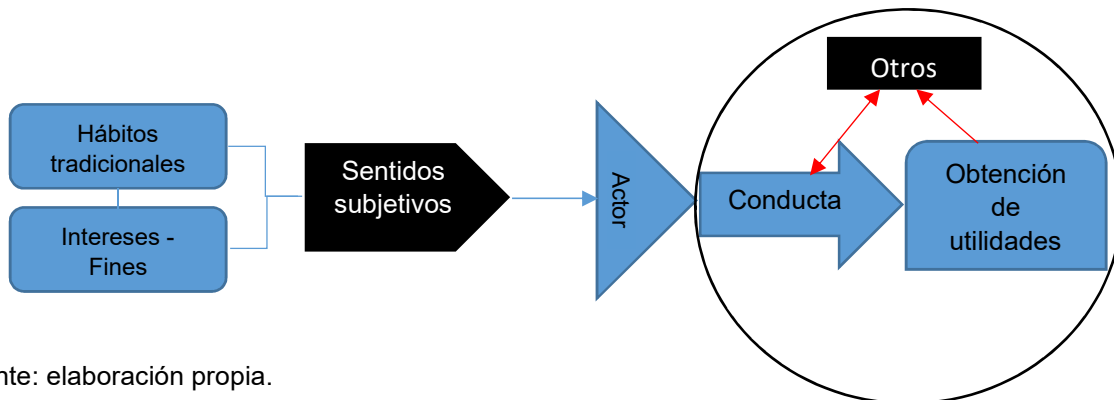 Otros
Hábitos
tradicionales
Intereses -
Fines
Sentidos
subjetivos
Actor
Conducta
Obtención
de
utilidades
nte: elaboración propia.